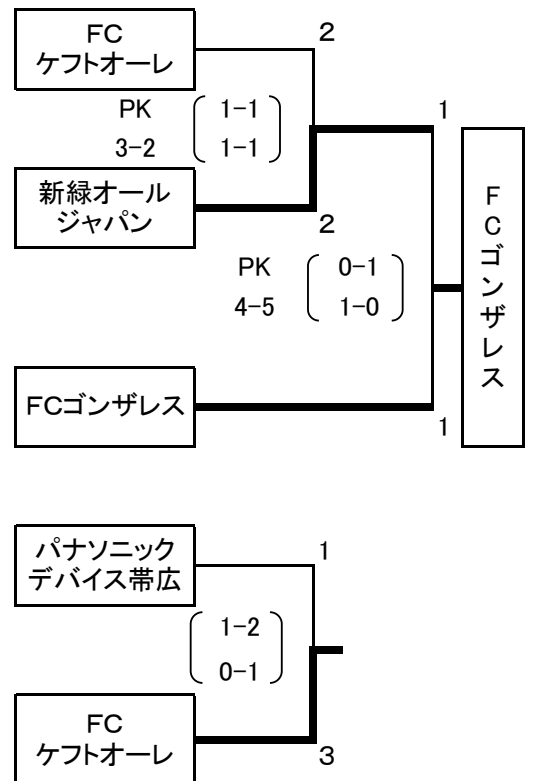 FC
ケフトオーレ
2
PK
3-2
1-1
1-1
1
新緑オール
ジャパン
2
PK
4-5
0-1
1-0
FCゴンザレス
FCゴンザレス
1
パナソニック
デバイス帯広
1
1-2
0-1
FC
ケフトオーレ
3